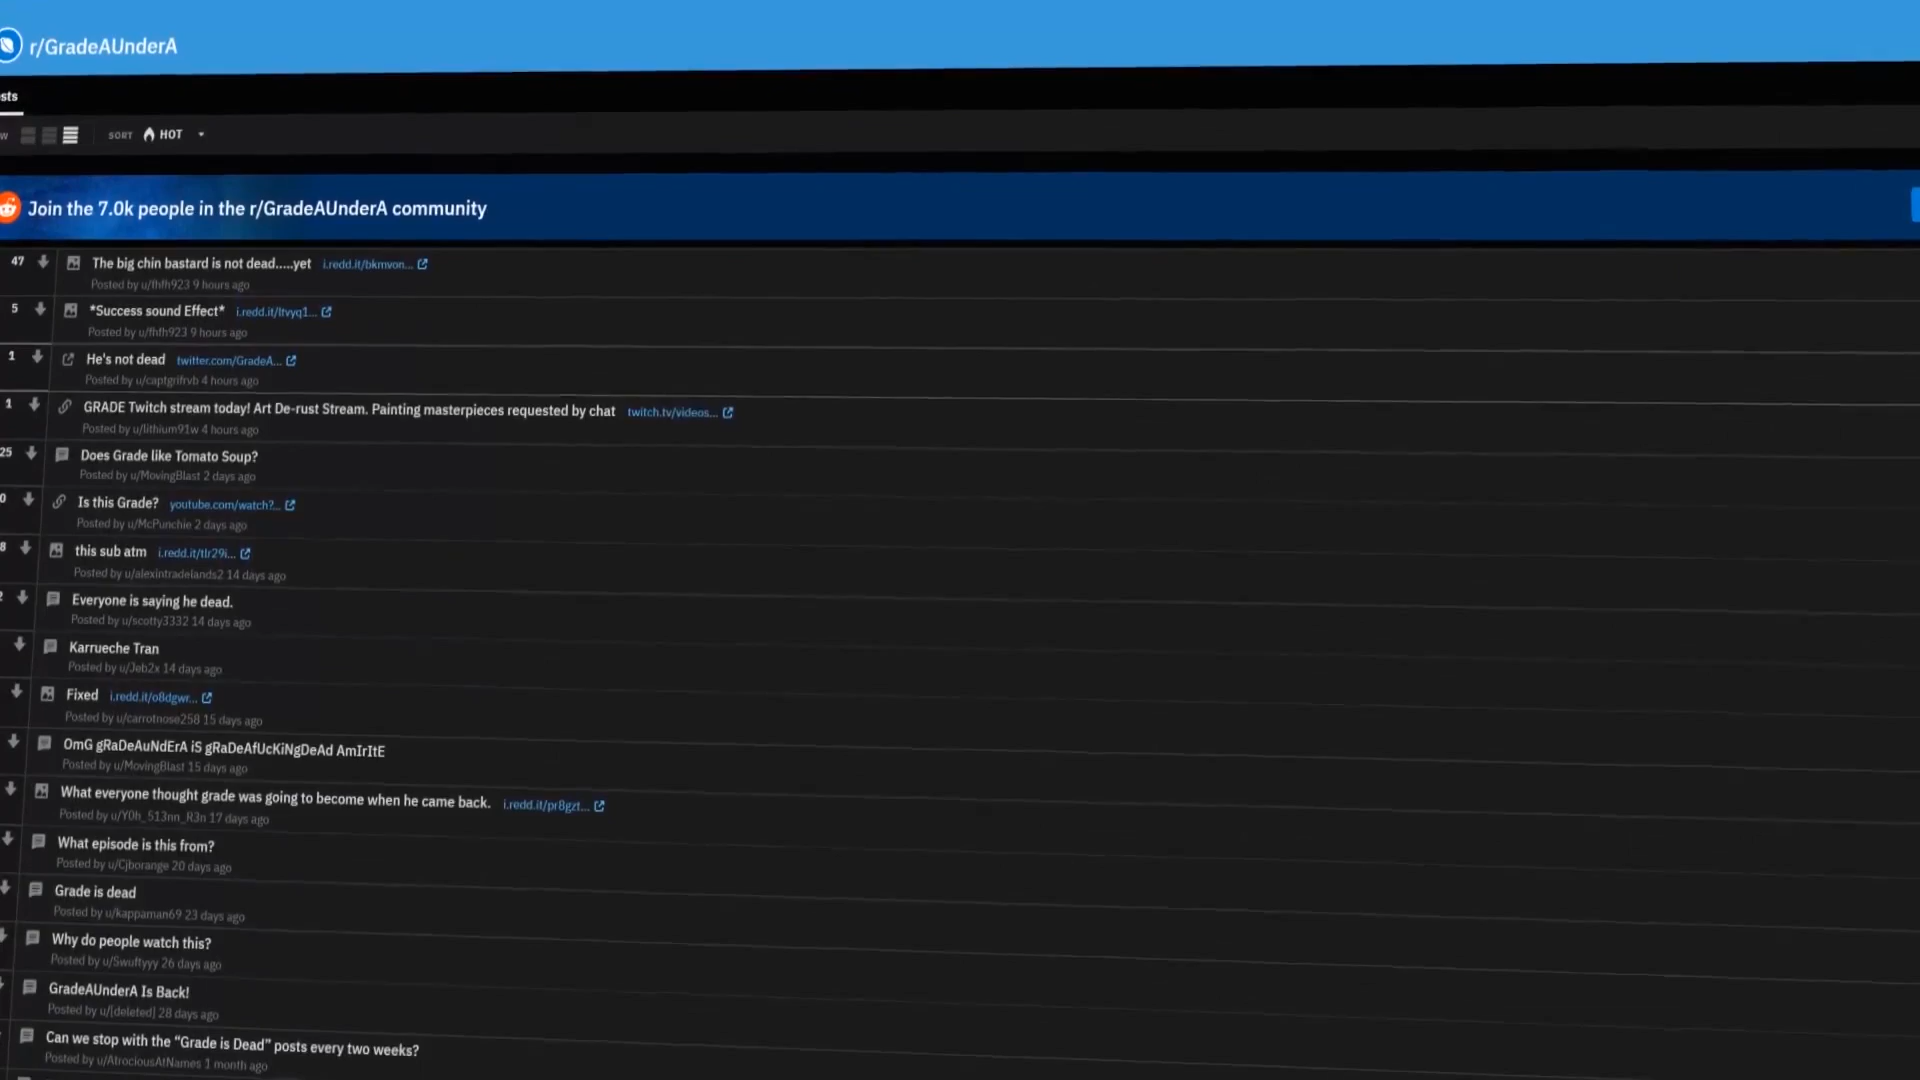 r/GradeAUnderA
sts
w SORT HOT
Join the 7.0k people in the r/GradeAUnderA community
47 The big chin bastard is not dead.....yet i.redd.it/bkmvon...
Posted by u/fhfh923 9 hours ago
5 *Success sound Effect* i.redd.it/ltvyq1...
Posted by u/fhfh923 9 hours ago
1 He's not dead twitter.com/GradeA...
Posted by u/captgrifrvb 4 hours ago
1 GRADE Twitch stream today! Art De-rust Stream. Painting masterpieces requested by chat twitch.tv/videos...
Posted by u/lithium91w 4 hours ago
25 Does Grade like Tomato Soup?
Posted by u/MovingBlast 2 days ago
0 Is this Grade? youtube.com/watch?...
Posted by u/McPunchie 2 days ago
8 this sub atm i.redd.it/tlr29i...
Posted by u/alexintradelands2 14 days ago
2 Everyone is saying he dead.
Posted by u/scotty3332 14 days ago
Karrueche Tran
Posted by u/Jeb2x 14 days ago
Fixed i.redd.it/o8dgwr...
Posted by u/carrotnose258 15 days ago
OmG gRaDeAuNdErA iS gRaDeAfUcKiNgDeAd AmIrItE
Posted by u/MovingBlast 15 days ago
What everyone thought grade was going to become when he came back. i.redd.it/pr8gzt...
Posted by u/Y0h_513nn_R3n 17 days ago
What episode is this from?
Posted by u/Cjborange 20 days ago
Grade is dead
Posted by u/kappaman69 23 days ago
Why do people watch this?
Posted by u/Swuftyyy 26 days ago
GradeAUnderA Is Back!
Posted by u/[deleted] 28 days ago
Can we stop with the “Grade is Dead” posts every two weeks?
Posted by u/AtrociousAtNames 1 month ago